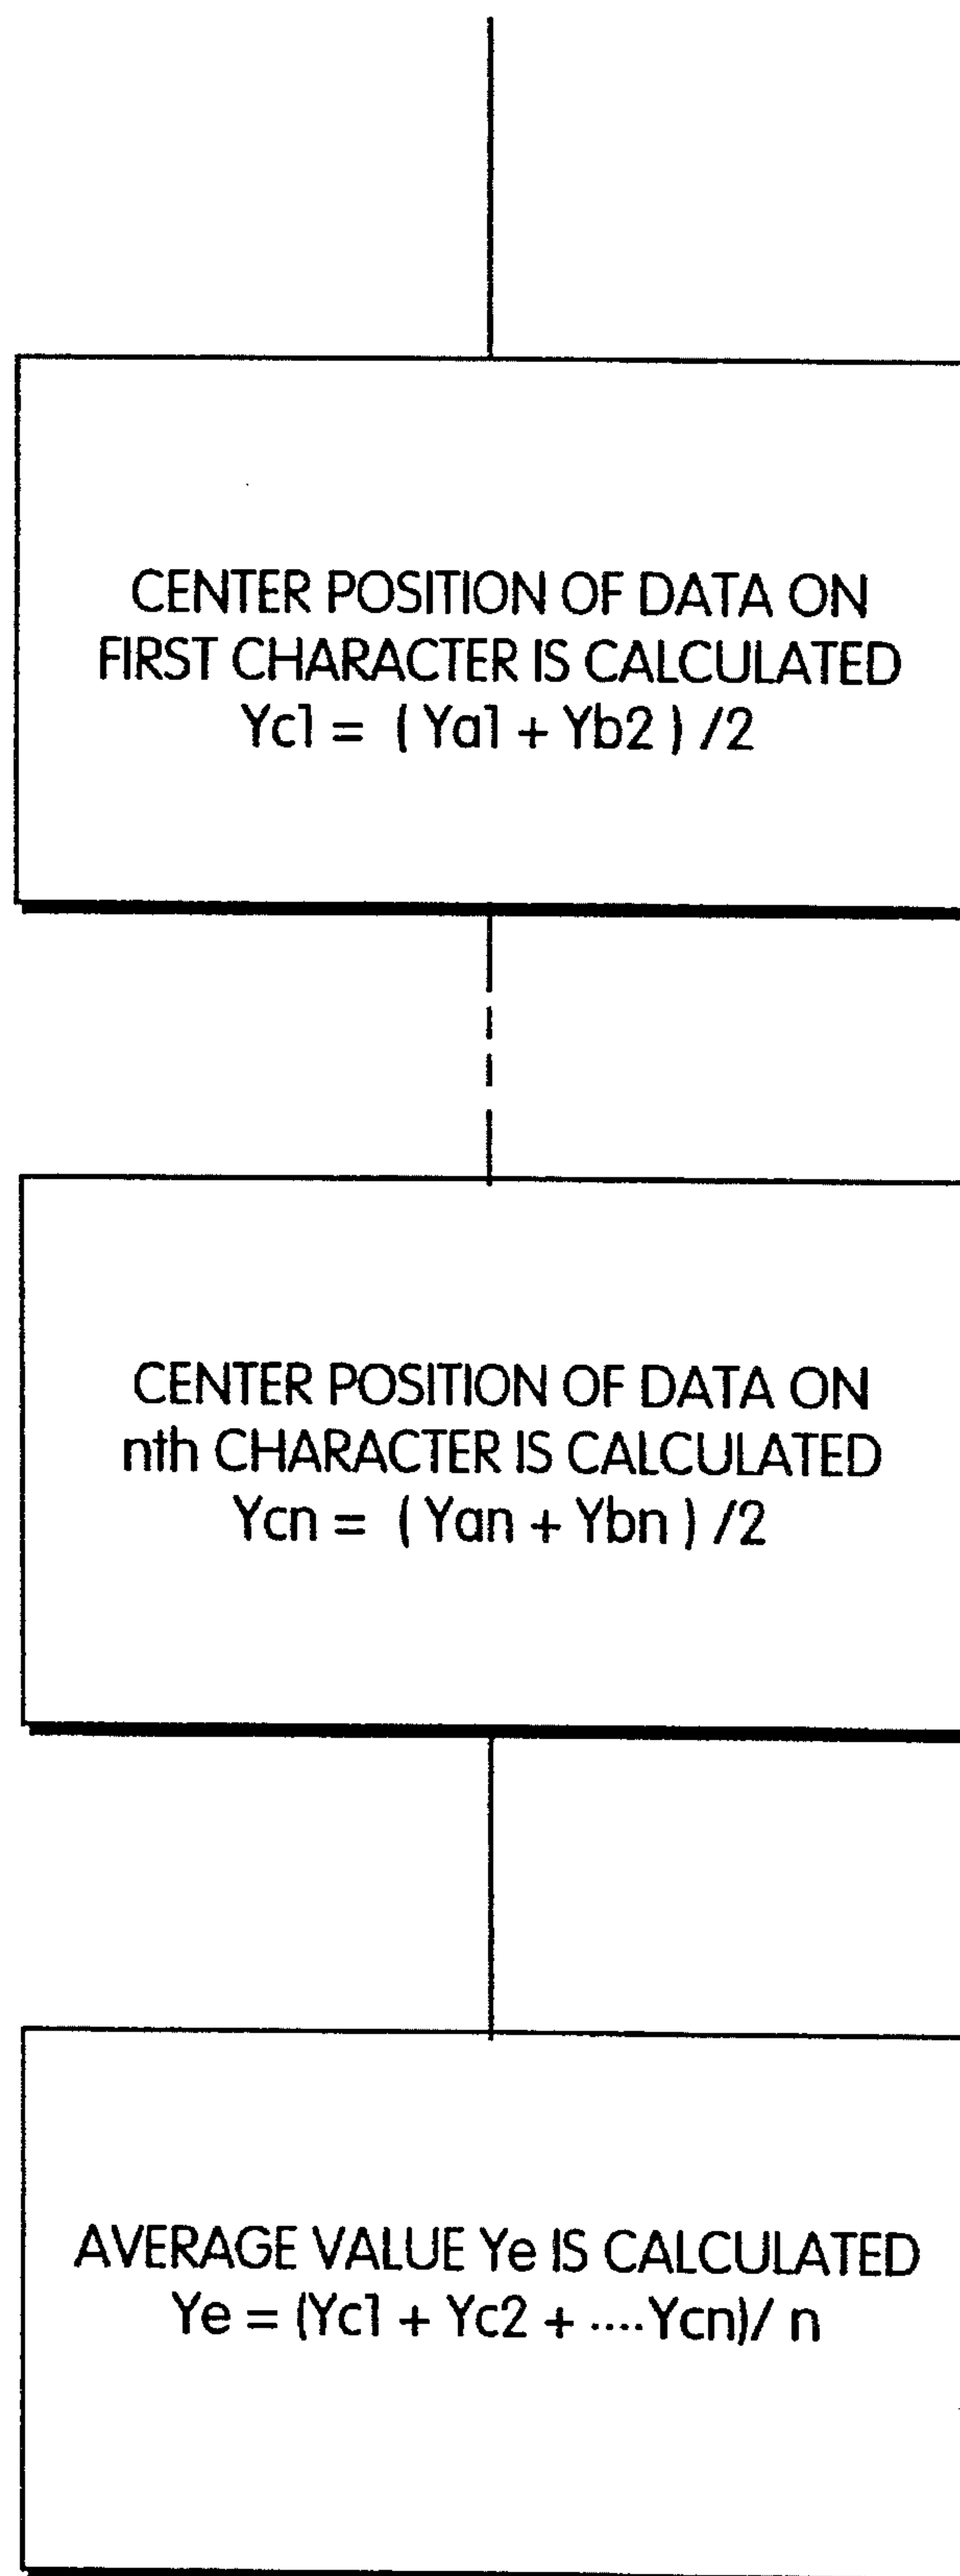 CENTER POSITION OF DATA ON
FIRST CHARACTER IS CALCULATED
Yc1 = ( Ya1 + Yb2 ) /2
CENTER POSITION OF DATA ON
nth CHARACTER IS CALCULATED
Ycn = ( Yan + Ybn ) /2
AVERAGE VALUE Ye IS CALCULATED
Ye = (Yc1 + Yc2 + ....Ycn)/ n